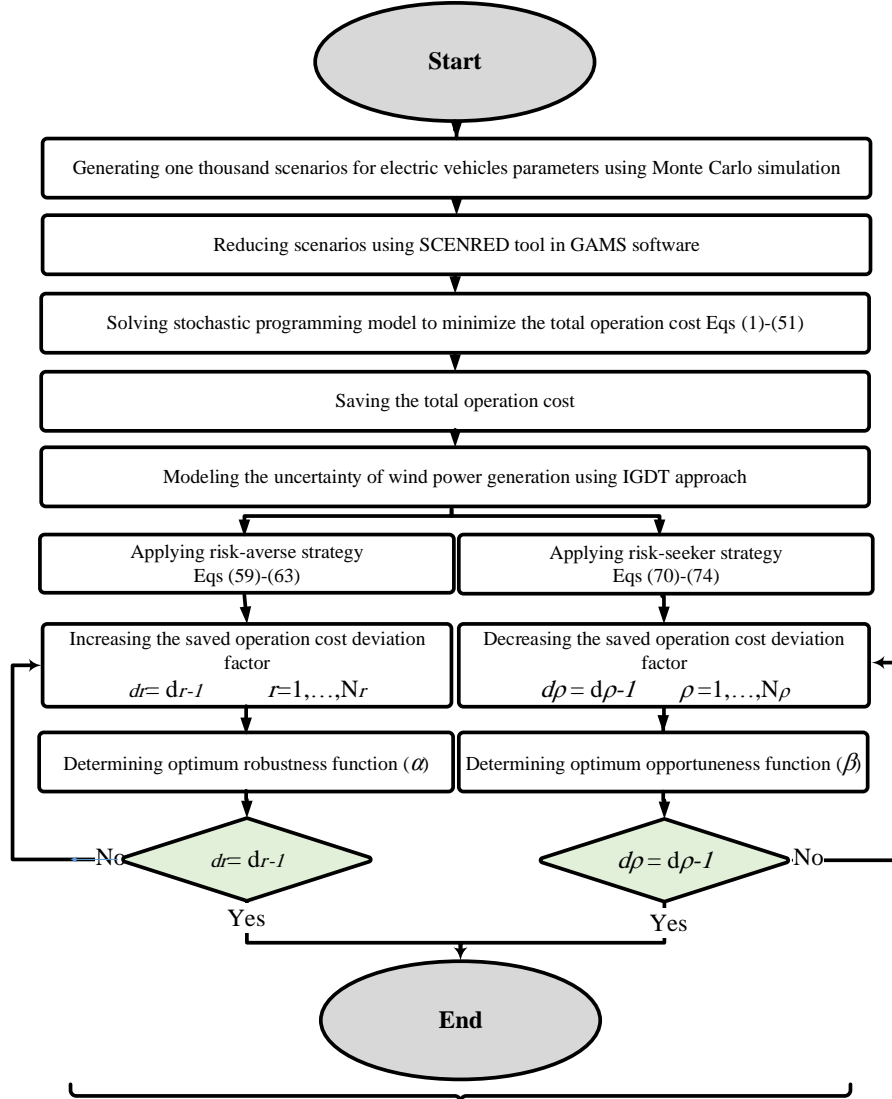 Start
Generating one thousand scenarios for electric vehicles parameters using Monte Carlo simulation
Reducing scenarios using SCENRED tool in GAMS software
Solving stochastic programming model to minimize the total operation cost Eqs (1)-(51)
Saving the total operation cost
Modeling the uncertainty of wind power generation using IGDT approach
Applying risk-averse strategy
Eqs (59)-(63)
Applying risk-seeker strategy
Eqs (70)-(74)
Increasing the saved operation cost deviation
factor
dr= dr-1 r=1,…,Nr
Decreasing the saved operation cost deviation
factor
dρ = dρ-1 ρ=1,…,Nρ
Determining optimum robustness function (α)
Determining optimum opportuneness function (β)
No
dr= dr-1
dρ = dρ-1
No
Yes
Yes
End